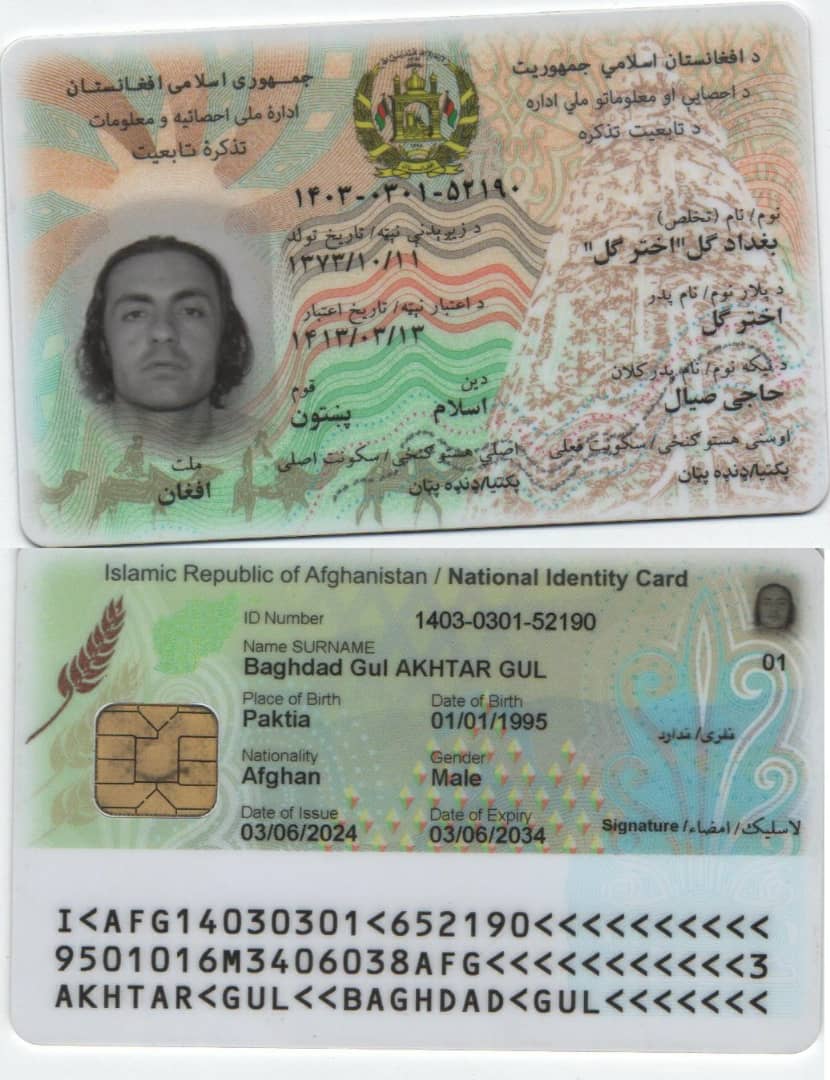 جمهوری اسلامی افغانستان
ادارهٔ ملی احصائیه و معلومات
تذکرهٔ تابعیت
د افغانستان اسلامي جمهوریت
د احصایې او معلوماتو ملي اداره
د تابعیت تذکره
۱۴۰۳-۰۳۰۱-۵۲۱۹۰
نوم/ نام (تخلص)
بغداد گل"اختر گل"
د زېږېدنې نېټه/ تاریخ تولد
۱۳۷۳/۱۰/۱۱
د پلار نوم/ نام پدر
اختر گل
د اعتبار نېټه/ تاریخ اعتبار
۱۴۱۳/۰۳/۱۳
د نیکه نوم/ نام پدرکلان
حاجی صیال
دین
اسلام
قوم
پښتون
اوسنی هستوګنځی/ سکونت فعلی
پکتیا/ډنډه پټان
اصلي هستوګنځی/ سکونت اصلی
پکتیا/ډنډه پټان
ملت
افغان
Islamic Republic of Afghanistan / National Identity Card
ID Number 1403-0301-52190
Name SURNAME
Baghdad Gul AKHTAR GUL
01
Place of Birth Date of Birth
Paktia 01/01/1995
نلري/ ندارد
Nationality Gender
Afghan Male
Date of Issue Date of Expiry
03/06/2024 03/06/2034
Signature /لاسلیک/ امضاء
I<AFG14030301<652190<<<<<<<<<<
9501016M3406038AFG<<<<<<<<<<<3
AKHTAR<GUL<<BAGHDAD<GUL<<<<<<<